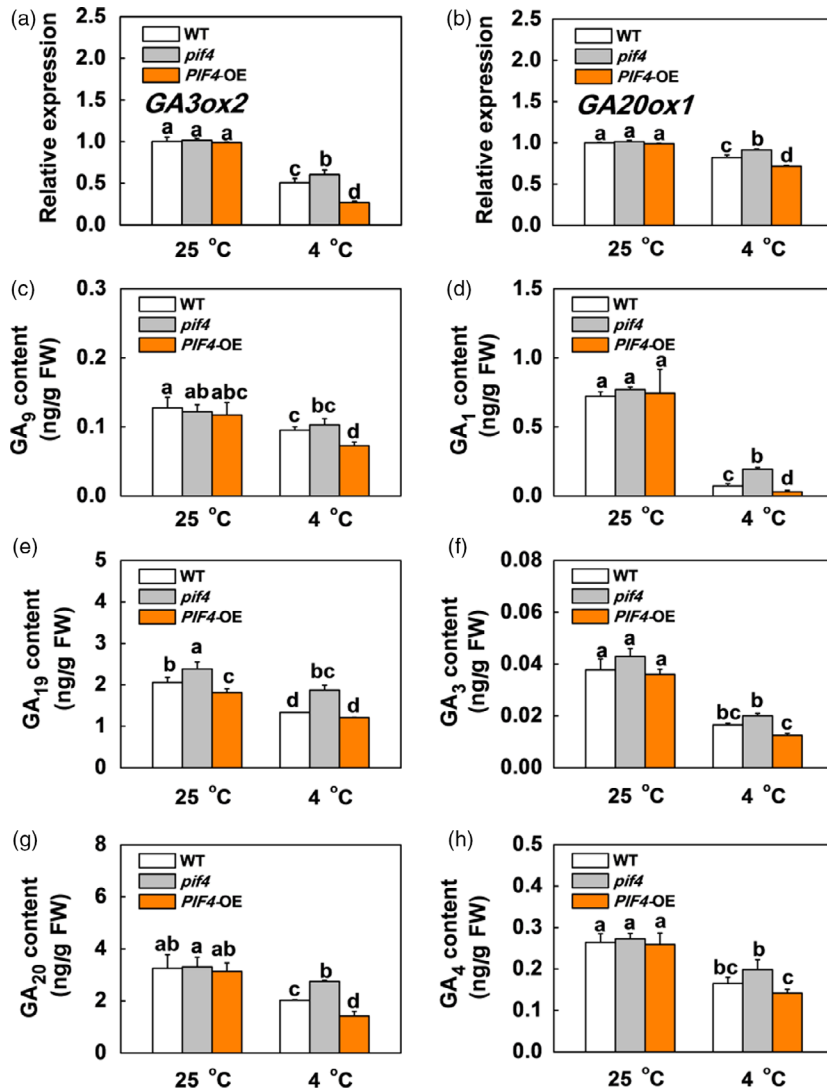 (a)
Relative expression
2.5
2.0
1.5
1.0
0.5
0.0
WT
pif4
PIF4-OE
GA3ox2
a a a
c b d
25 °C 4 °C
(b)
Relative expression
2.5
2.0
1.5
1.0
0.5
0.0
WT
pif4
PIF4-OE
GA20ox1
a a a
c b d
25 °C 4 °C
(c)
GA9 content
(ng/g FW)
0.3
0.2
0.1
0.0
WT
pif4
PIF4-OE
a ab abc
c bc d
25 °C 4 °C
(d)
GA1 content
(ng/g FW)
1.5
1.0
0.5
0.0
WT
pif4
PIF4-OE
a a a
c b d
25 °C 4 °C
(e)
GA19 content
(ng/g FW)
5
4
3
2
1
0
WT
pif4
PIF4-OE
b a c
d bc d
25 °C 4 °C
(f)
GA3 content
(ng/g FW)
0.08
0.06
0.04
0.02
0.00
WT
pif4
PIF4-OE
a a a
bc b c
25 °C 4 °C
(g)
GA20 content
(ng/g FW)
8
6
4
2
0
WT
pif4
PIF4-OE
ab a ab
c b d
25 °C 4 °C
(h)
GA4 content
(ng/g FW)
0.5
0.4
0.3
0.2
0.1
0.0
WT
pif4
PIF4-OE
a a a
bc b c
25 °C 4 °C